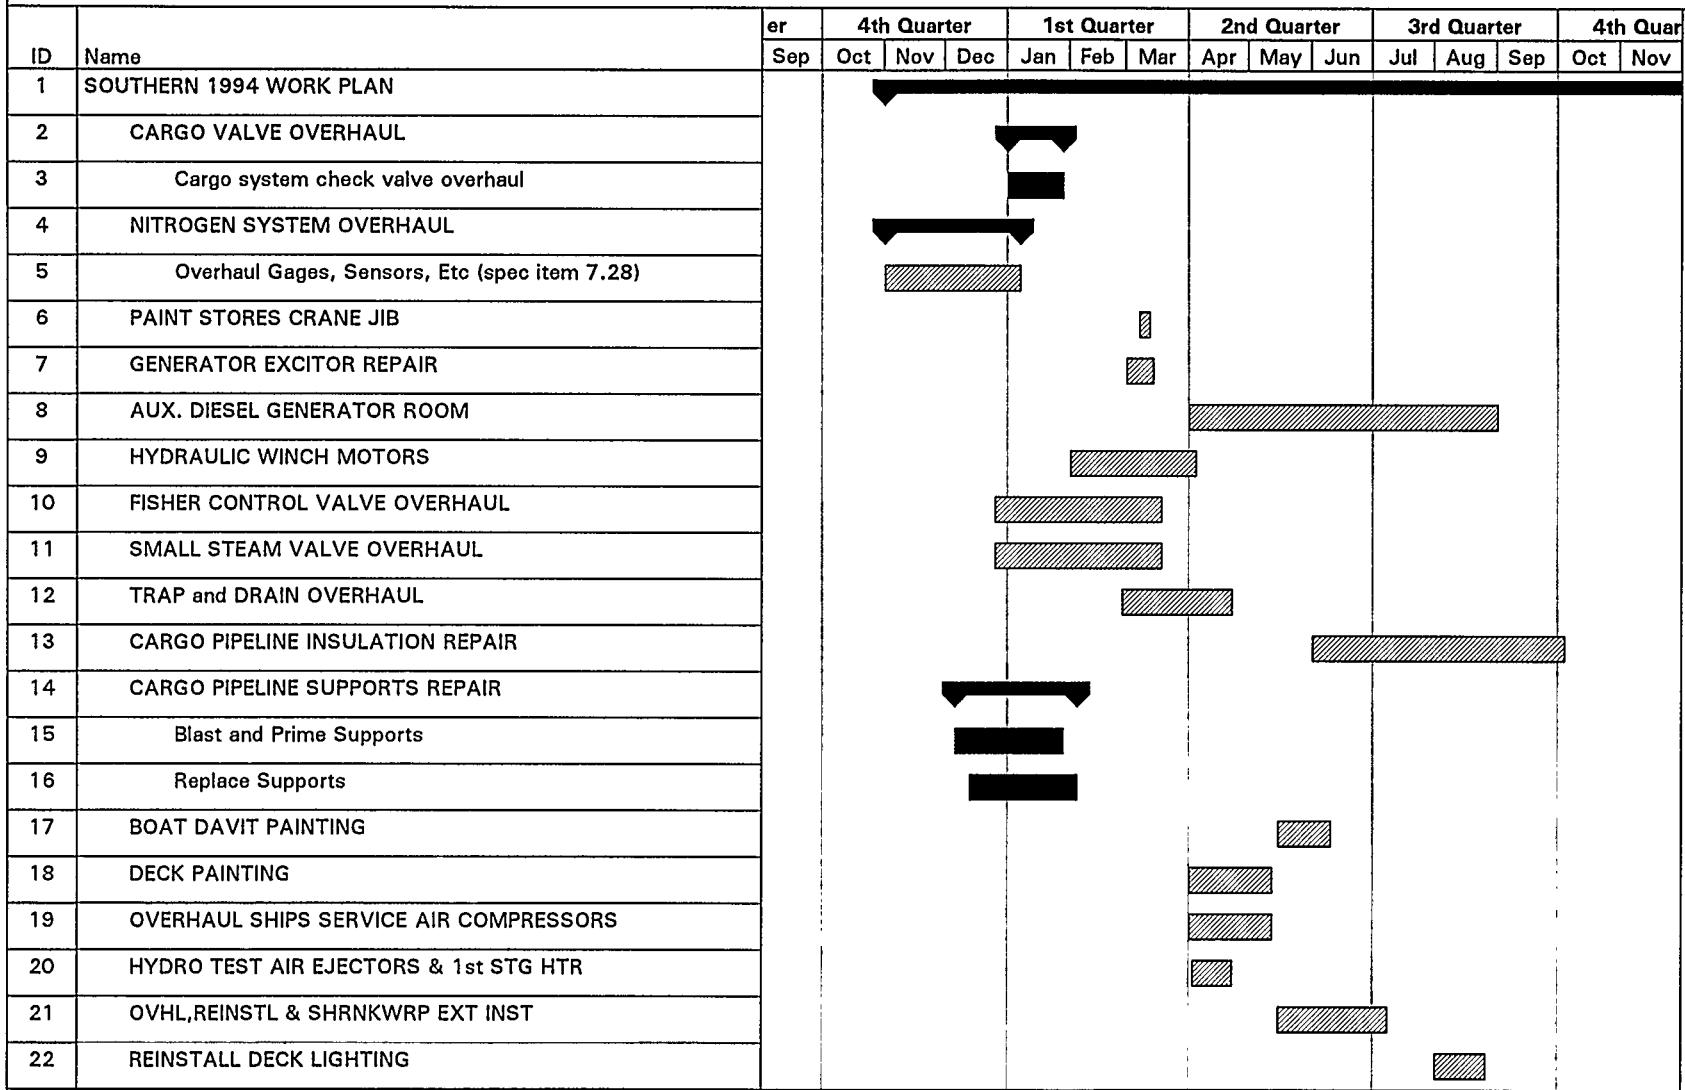 er 4th Quarter 1st Quarter 2nd Quarter 3rd Quarter 4th Quar
ID Name Sep Oct Nov Dec Jan Feb Mar Apr May Jun Jul Aug Sep Oct Nov
1 SOUTHERN 1994 WORK PLAN
2 CARGO VALVE OVERHAUL
3 Cargo system check valve overhaul
4 NITROGEN SYSTEM OVERHAUL
5 Overhaul Gages, Sensors, Etc (spec item 7.28)
6 PAINT STORES CRANE JIB
7 GENERATOR EXCITOR REPAIR
8 AUX. DIESEL GENERATOR ROOM
9 HYDRAULIC WINCH MOTORS
10 FISHER CONTROL VALVE OVERHAUL
11 SMALL STEAM VALVE OVERHAUL
12 TRAP and DRAIN OVERHAUL
13 CARGO PIPELINE INSULATION REPAIR
14 CARGO PIPELINE SUPPORTS REPAIR
15 Blast and Prime Supports
16 Replace Supports
17 BOAT DAVIT PAINTING
18 DECK PAINTING
19 OVERHAUL SHIPS SERVICE AIR COMPRESSORS
20 HYDRO TEST AIR EJECTORS & 1st STG HTR
21 OVHL,REINSTL & SHRNKWRP EXT INST
22 REINSTALL DECK LIGHTING